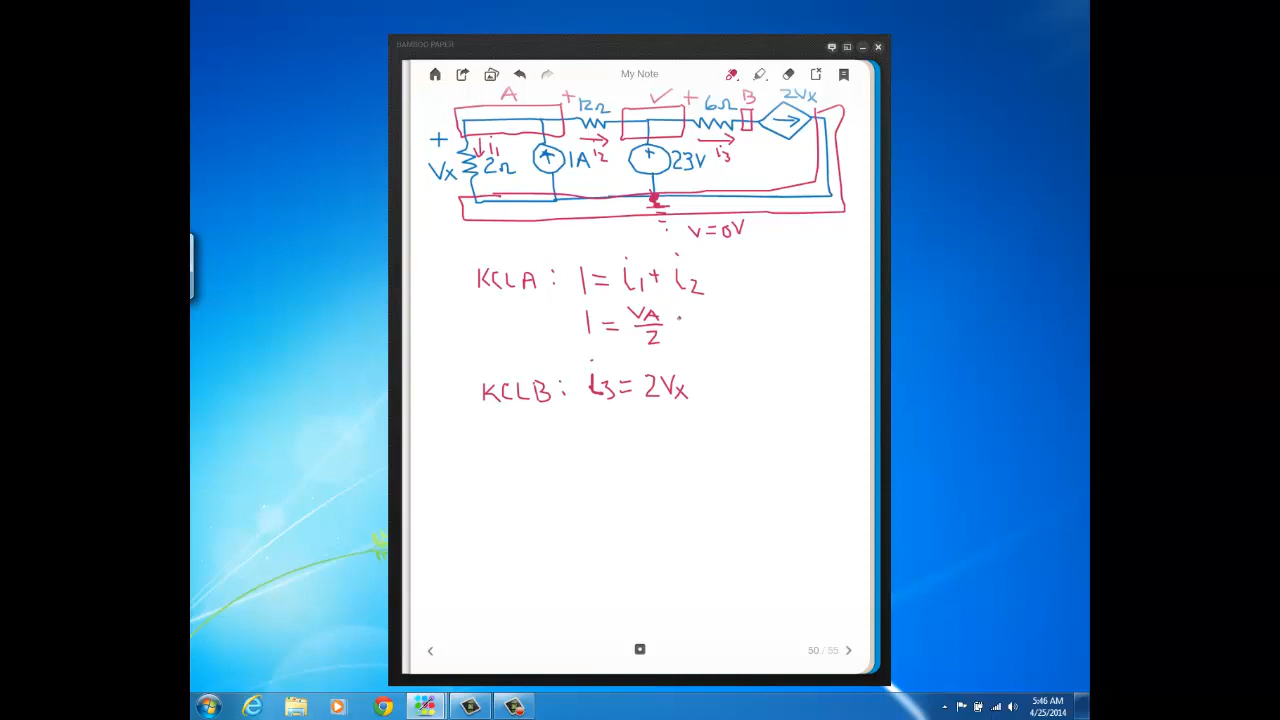 BAMBOO PAPER
My Note
A + 12Ω ✓ + 6Ω B 2Vx
+ i1 i2 i3
Vx 2Ω 1A + 23V
V=0V
KCLA: 1 = i1 + i2
1 = VA/2
KCLB: i3 = 2Vx
50 / 55
5:46 AM
4/25/2014